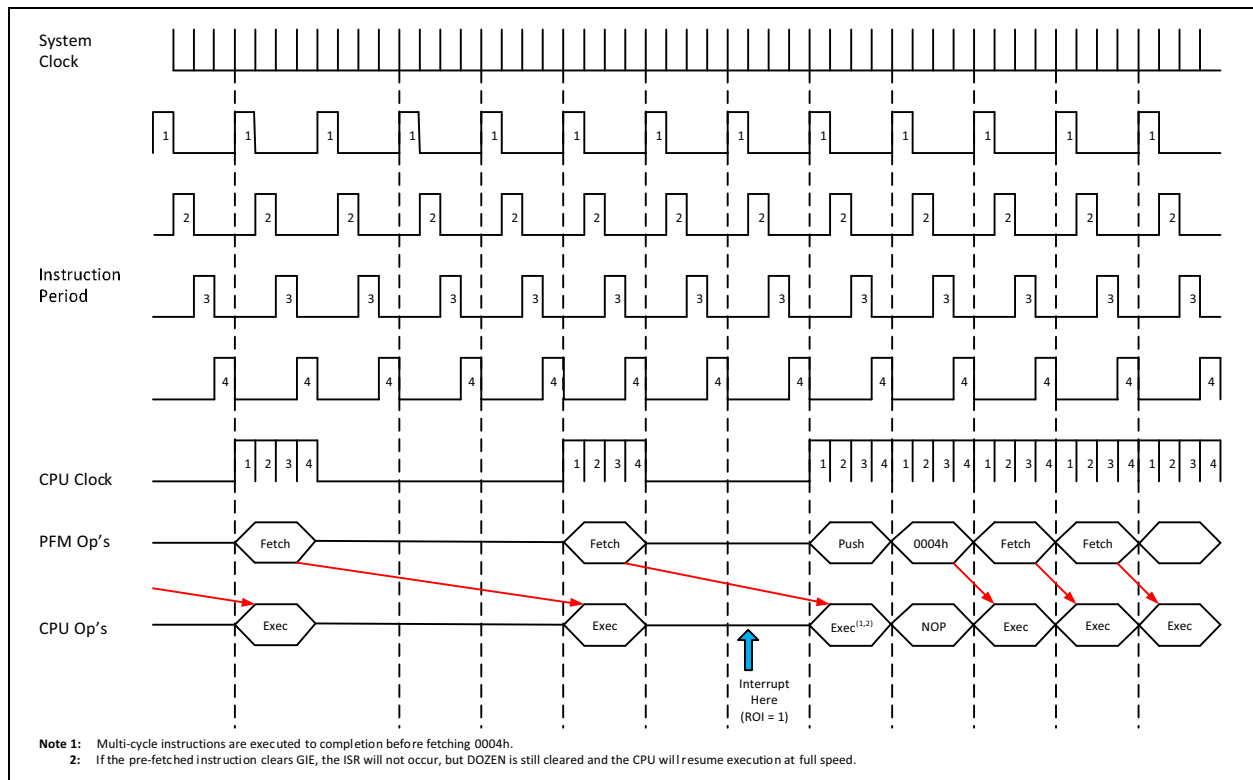 System
Clock
1 1 1 1 1 1 1 1 1 1 1 1 1
2 2 2 2 2 2 2 2 2 2 2 2 2
Instruction
Period
3 3 3 3 3 3 3 3 3 3 3 3 3
4 4 4 4 4 4 4 4 4 4 4 4 4
CPU Clock
1 2 3 4 1 2 3 4 1 2 3 4 1 2 3 4 1 2 3 4 1 2 3 4 1 2 3 4
PFM Op's
Fetch Fetch Push 0004h Fetch Fetch
CPU Op's
Exec Exec Exec(1,2) NOP Exec Exec Exec
Interrupt
Here
(ROI = 1)
Note 1: Multi-cycle instructions are executed to completion before fetching 0004h.
2: If the pre-fetched instruction clears GIE, the ISR will not occur, but DOZEN is still cleared and the CPU will resume execution at full speed.